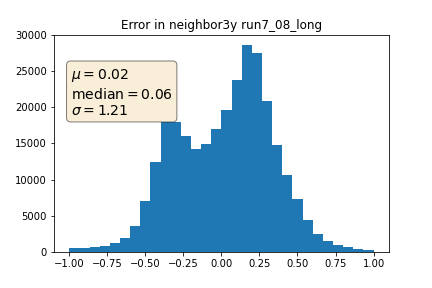 Error in neighbor3y run7_08_long
30000
25000
20000
15000
10000
5000
0
μ = 0.02
median = 0.06
σ = 1.21
−1.00 −0.75 −0.50 −0.25 0.00 0.25 0.50 0.75 1.00